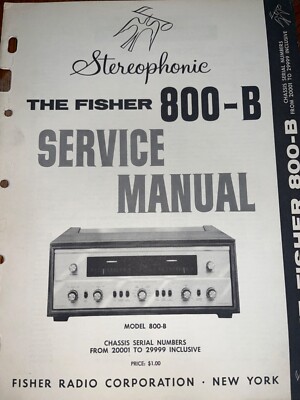 Stereophonic
THE FISHER 800-B
SERVICE
MANUAL
MODEL 800-B
CHASSIS SERIAL NUMBERS
FROM 20001 TO 29999 INCLUSIVE
PRICE: $1.00
FISHER RADIO CORPORATION · NEW YORK
THE FISHER 800-B
CHASSIS SERIAL NUMBERS
FROM 20001 TO 29999 INCLUSIVE